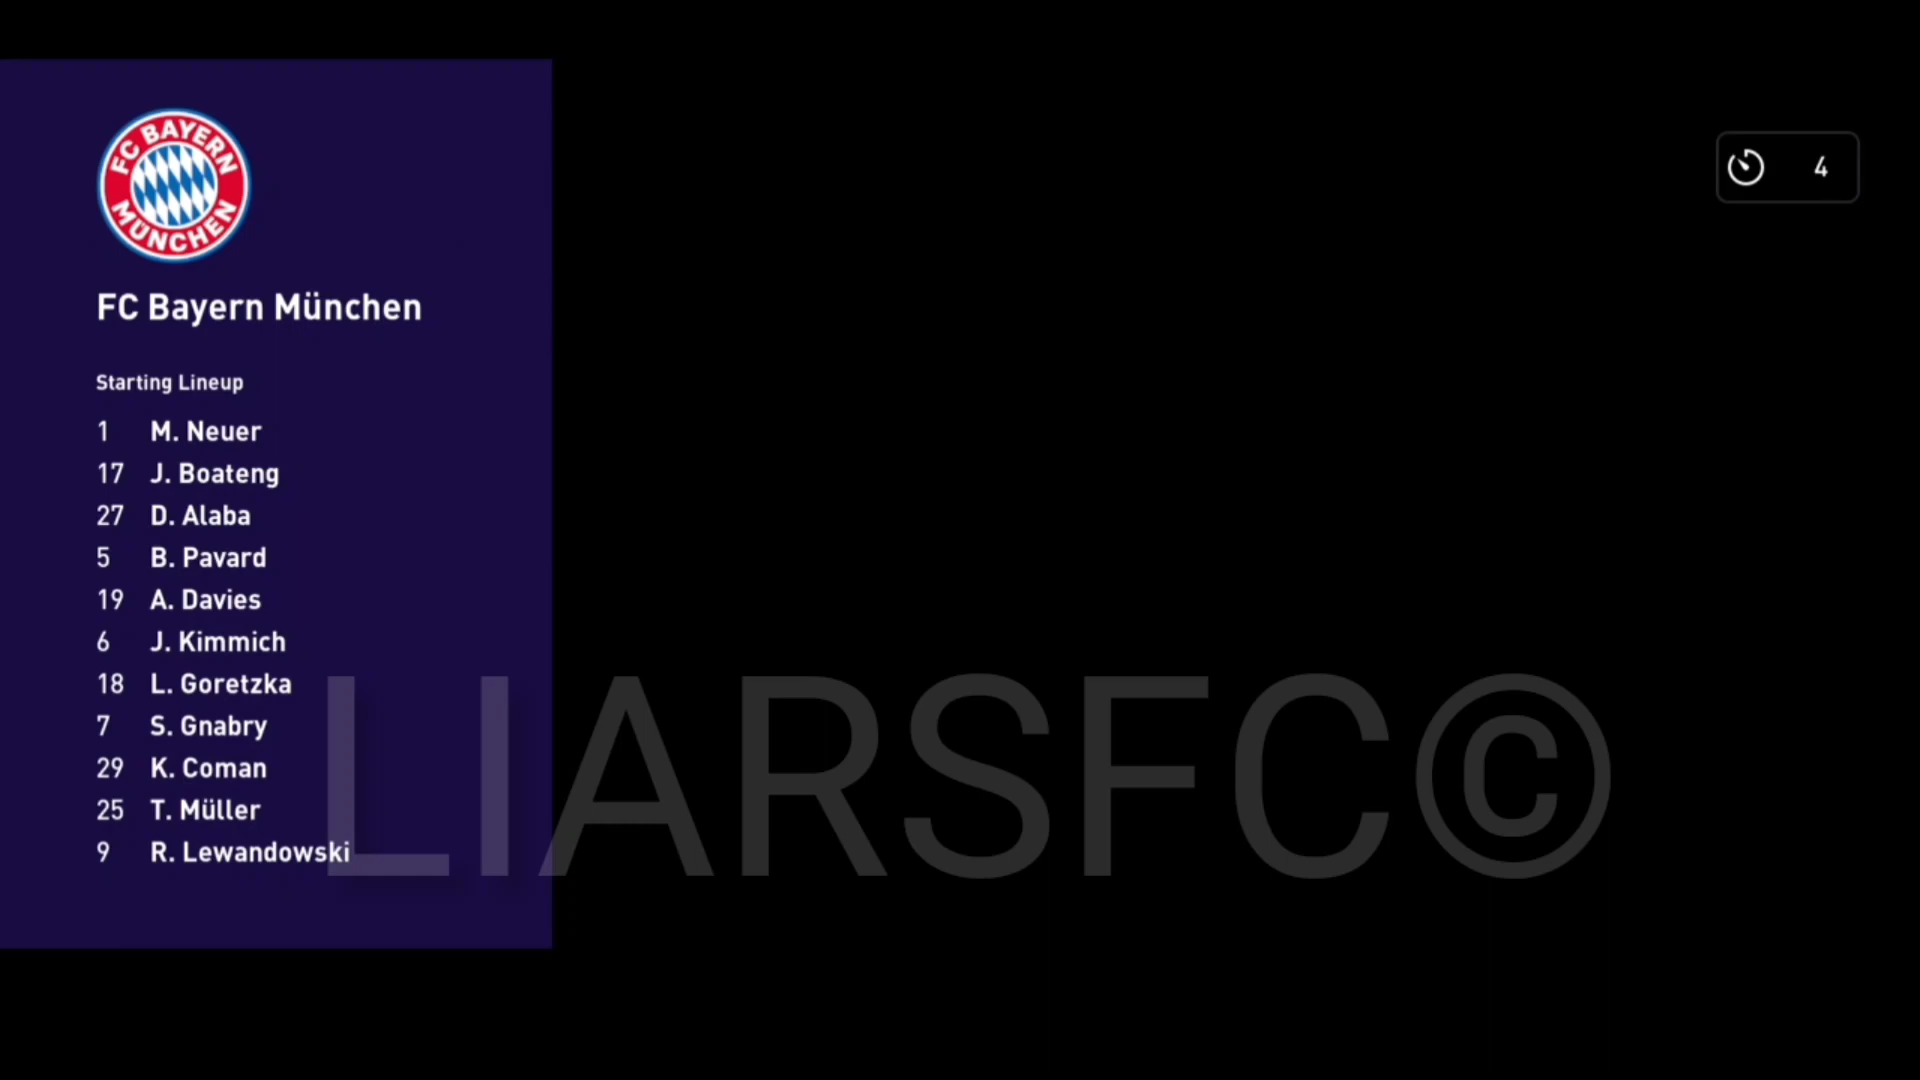 FC BAYERN
MÜNCHEN
4
FC Bayern München
Starting Lineup
1 M. Neuer
17 J. Boateng
27 D. Alaba
5 B. Pavard
19 A. Davies
6 J. Kimmich
18 L. Goretzka
7 S. Gnabry
29 K. Coman
25 T. Müller
9 R. Lewandowski
LIARSFC©